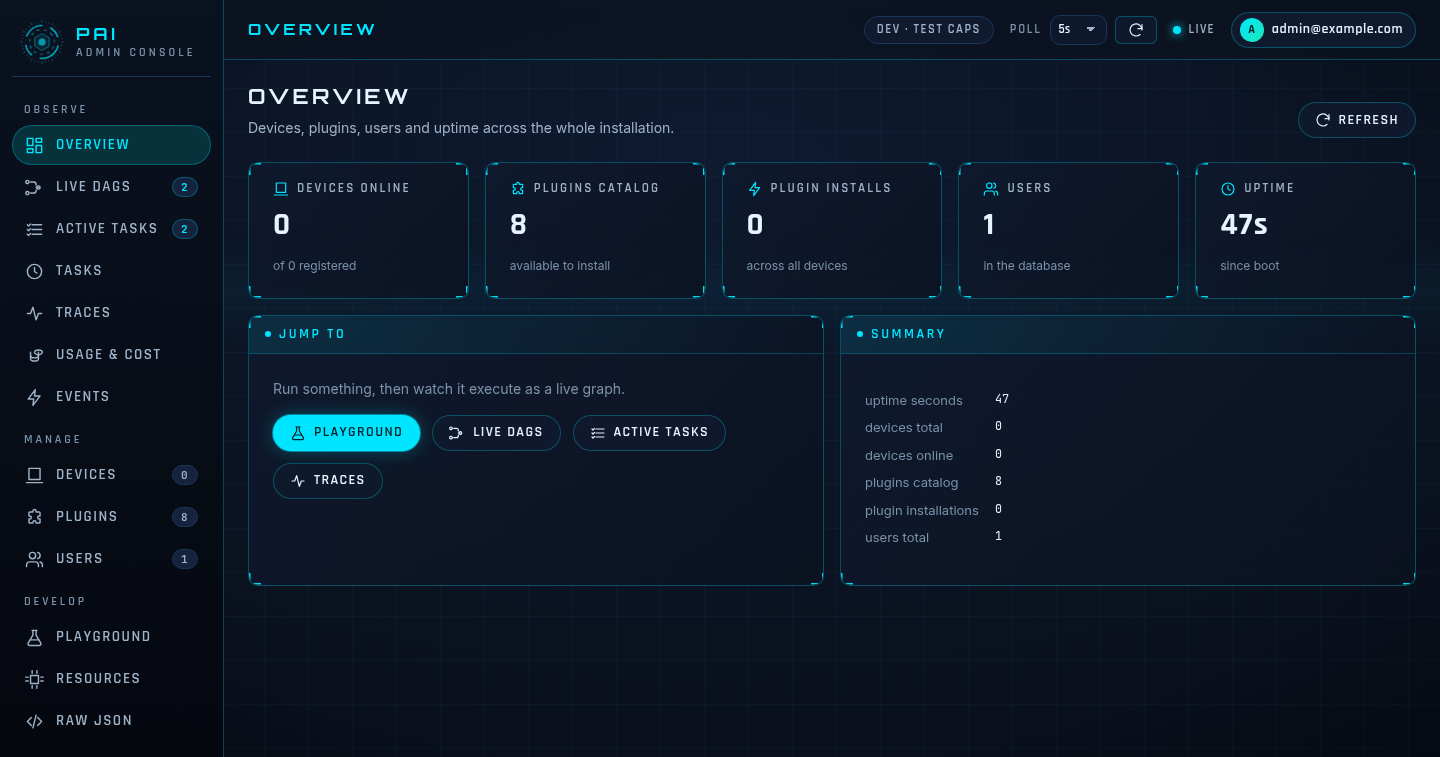 PAI
ADMIN CONSOLE
OBSERVE
OVERVIEW
LIVE DAGS 2
ACTIVE TASKS 2
TASKS
TRACES
USAGE & COST
EVENTS
MANAGE
DEVICES 0
PLUGINS 8
USERS 1
DEVELOP
PLAYGROUND
RESOURCES
RAW JSON
OVERVIEW
DEV · TEST CAPS
POLL
5s
LIVE
A
admin@example.com
OVERVIEW
Devices, plugins, users and uptime across the whole installation.
REFRESH
DEVICES ONLINE
0
of 0 registered
PLUGINS CATALOG
8
available to install
PLUGIN INSTALLS
0
across all devices
USERS
1
in the database
UPTIME
47s
since boot
JUMP TO
Run something, then watch it execute as a live graph.
PLAYGROUND
LIVE DAGS
ACTIVE TASKS
TRACES
SUMMARY
uptime seconds 47
devices total 0
devices online 0
plugins catalog 8
plugin installations 0
users total 1